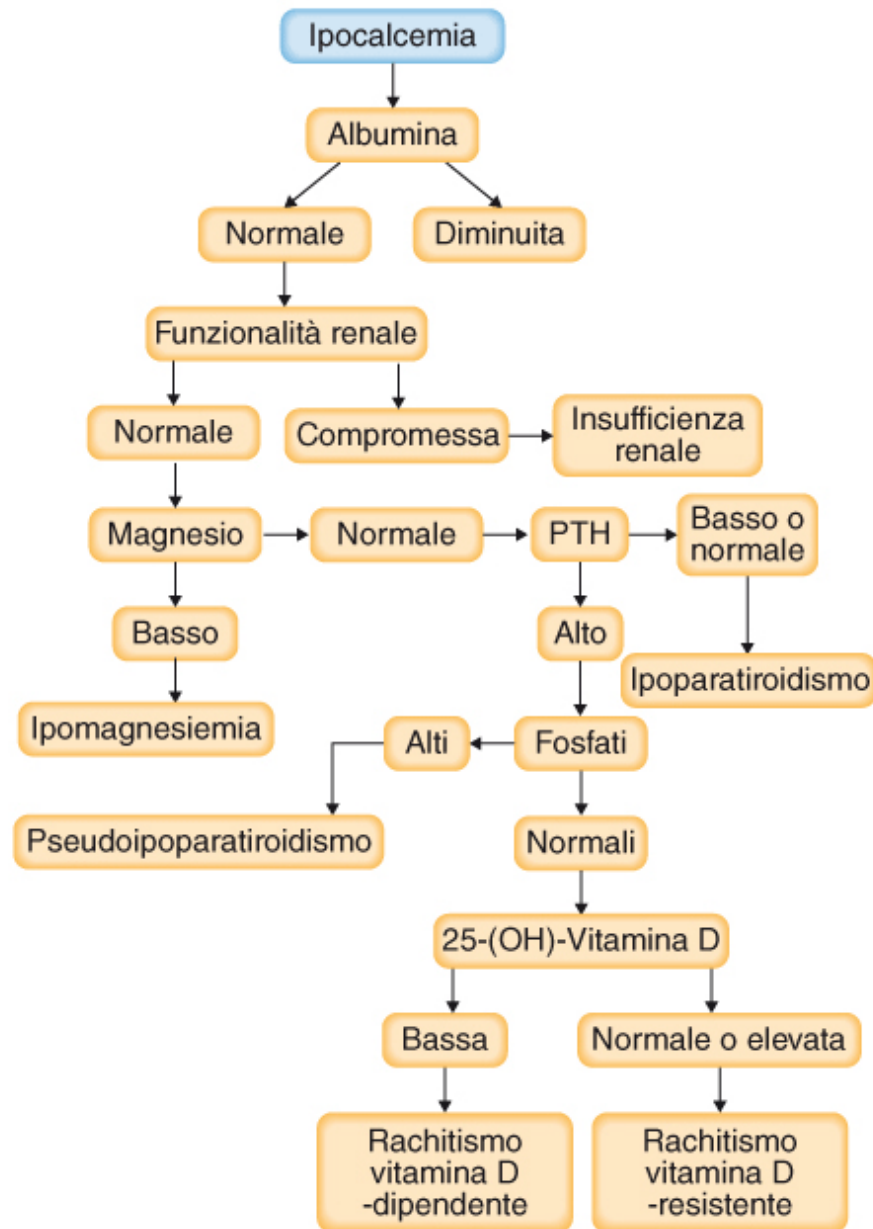 Ipocalcemia
Albumina
Normale
Diminuita
Funzionalità renale
Normale
Compromessa
Insufficienza
renale
Magnesio
Normale
PTH
Basso o
normale
Basso
Alto
Ipoparatiroidismo
Ipomagnesiemia
Alti
Fosfati
Pseudoipoparatiroidismo
Normali
25-(OH)-Vitamina D
Bassa
Normale o elevata
Rachitismo
vitamina D
-dipendente
Rachitismo
vitamina D
-resistente